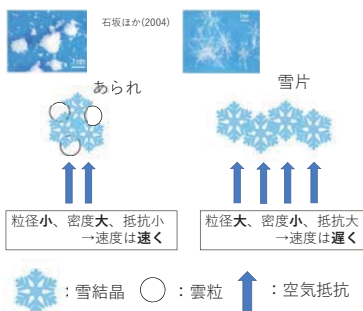 石坂ほか(2004)
1mm
あられ
雪片
粒径小、密度大、抵抗小
→速度は速く
粒径大、密度小、抵抗大
→速度は遅く
：雪結晶
：雲粒
：空気抵抗